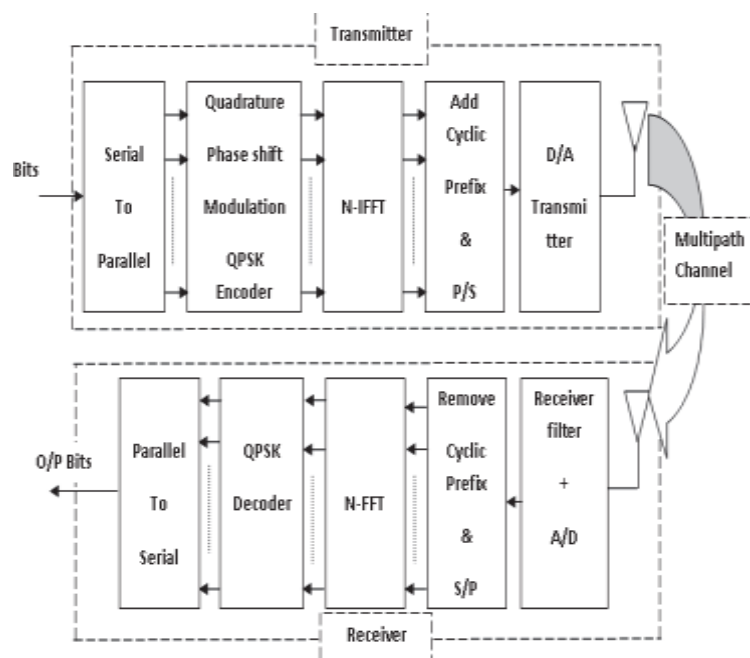 Transmitter
Bits
Serial
To
Parallel
Quadrature
Phase shift
Modulation
QPSK
Encoder
N-IFFT
Add
Cyclic
Prefix
&
P/S
D/A
Transmi
tter
Multipath
Channel
O/P Bits
Parallel
To
Serial
QPSK
Decoder
N-FFT
Remove
Cyclic
Prefix
&
S/P
Receiver
filter
+
A/D
Receiver